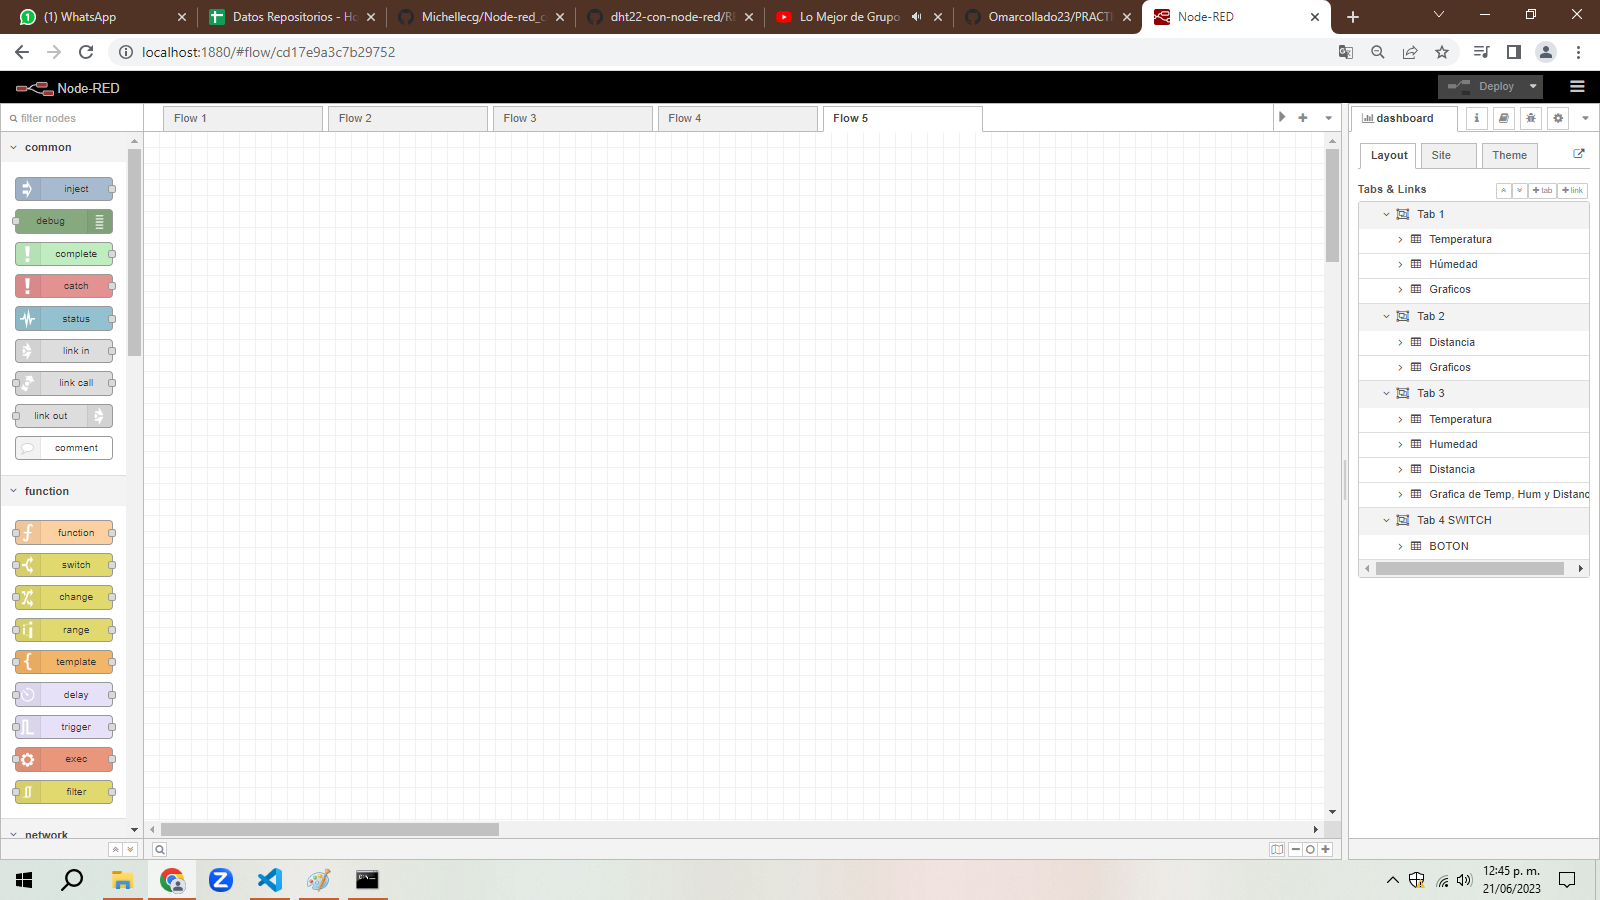 (1) WhatsApp
Datos Repositorios - Ho
Michellecg/Node-red_c
dht22-con-node-red/RE
Lo Mejor de Grupo
Omarcollado23/PRACTI
Node-RED
localhost:1880/#flow/cd17e9a3c7b29752
Node-RED
Deploy
filter nodes
Flow 1
Flow 2
Flow 3
Flow 4
Flow 5
dashboard
common
inject
debug
complete
catch
status
link in
link call
link out
comment
function
function
switch
change
range
template
delay
trigger
exec
filter
network
Layout
Site
Theme
Tabs & Links
tab
link
Tab 1
Temperatura
Húmedad
Graficos
Tab 2
Distancia
Graficos
Tab 3
Temperatura
Humedad
Distancia
Grafica de Temp, Hum y Distanc
Tab 4 SWITCH
BOTON
12:45 p. m.
21/06/2023